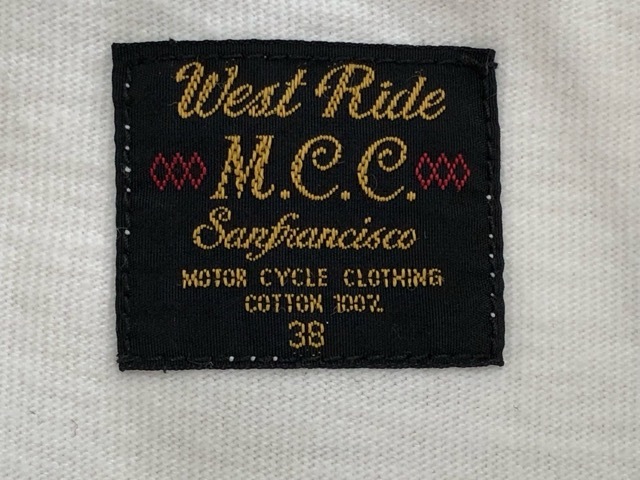 West Ride
M.C.C.
Sanfrancisco
MOTOR CYCLE CLOTHING
COTTON 100%
38